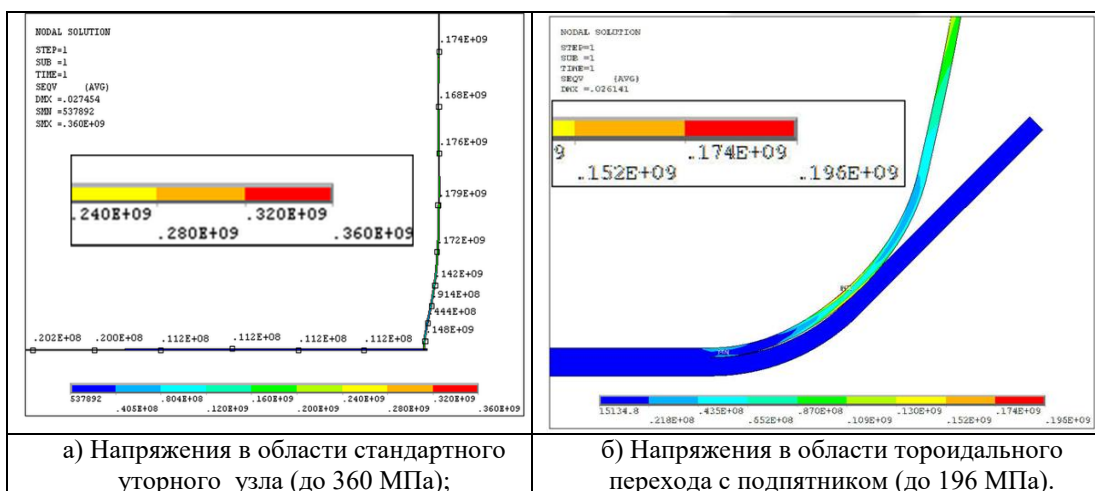 NODAL SOLUTION
STEP=1
SUB =1
TIME=1
SEQV (AVG)
DMX =.027454
SMN =537892
SMX =.360E+09
.174E+09
.168E+09
.176E+09
.179E+09
.172E+09
.142E+09
.914E+08
.444E+08
.148E+09
.240E+09 .320E+09
.280E+09 .360E+09
.202E+08 .200E+08 .112E+08 .112E+08 .112E+08 .112E+08
537892 .804E+08 .160E+09 .240E+09 .320E+09
.405E+08 .120E+09 .200E+09 .280E+09 .360E+09
а) Напряжения в области стандартного
уторного узла (до 360 МПа);
NODAL SOLUTION
STEP=1
SUB =1
TIME=1
SEQV (AVG)
DMX =.026141
9 .174E+09
.152E+09 .196E+09
MN
15134.8 .435E+08 .870E+08 .130E+09 .174E+09
.218E+08 .652E+08 .109E+09 .152E+09 .196E+09
б) Напряжения в области тороидального
перехода с подпятником (до 196 МПа).